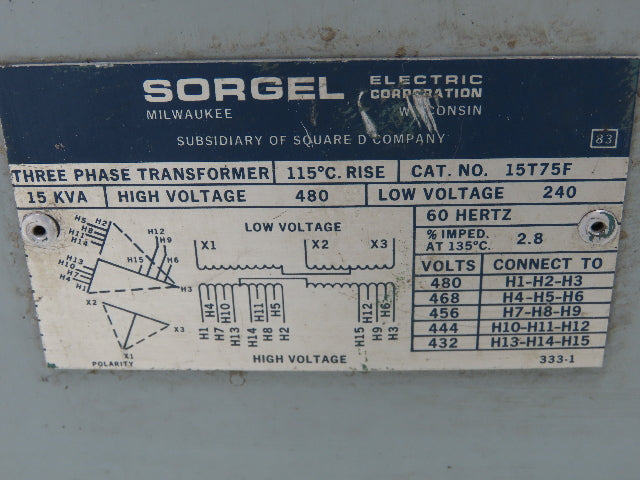 SORGEL ELECTRIC CORPORATION
MILWAUKEE WISCONSIN
SUBSIDIARY OF SQUARE D COMPANY 83
THREE PHASE TRANSFORMER 115°C. RISE CAT. NO. 15T75F
15 KVA HIGH VOLTAGE 480 LOW VOLTAGE 240
60 HERTZ
% IMPED. AT 135°C. 2.8
VOLTS CONNECT TO
480 H1-H2-H3
468 H4-H5-H6
456 H7-H8-H9
444 H10-H11-H12
432 H13-H14-H15
333-1
H2
H5
H8
H11
H14
H12
H9
H6
H15
H3
H13
H10
H7
H4
H1
X2
X3
X1
POLARITY
LOW VOLTAGE
X1 X2 X3
H1 H4 H7 H10 H13 H14 H11 H8 H5 H2 H15 H12 H9 H6 H3
HIGH VOLTAGE